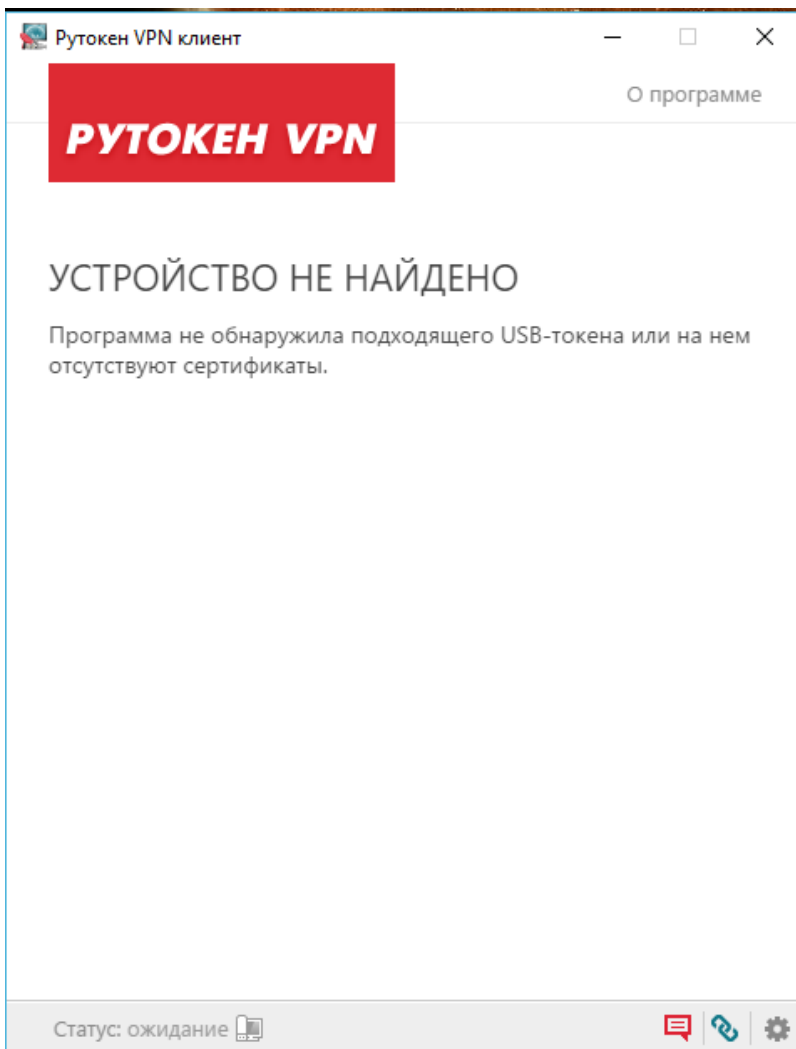 Рутокен VPN клиент
О программе
РУТОКЕН VPN
УСТРОЙСТВО НЕ НАЙДЕНО
Программа не обнаружила подходящего USB-токена или на нем
отсутствуют сертификаты.
Статус: ожидание